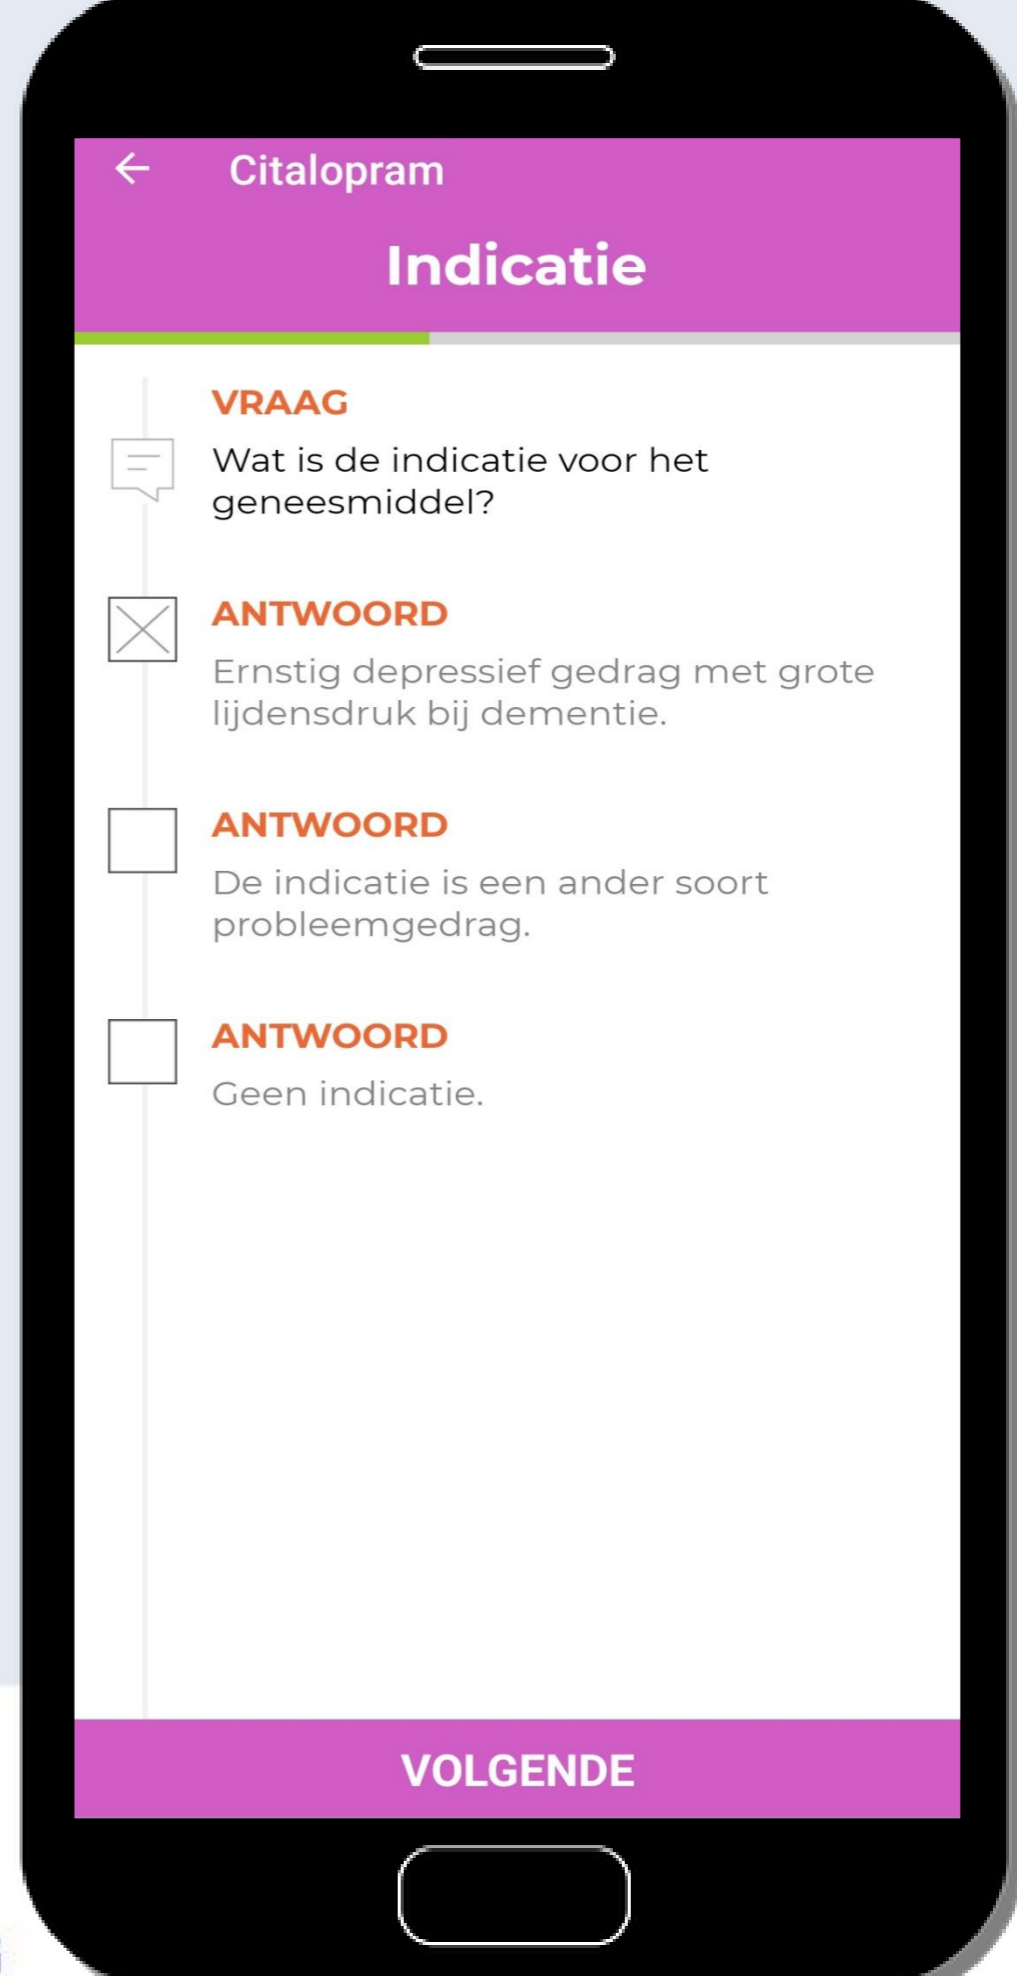 Citalopram
Indicatie
VRAAG
Wat is de indicatie voor het
geneesmiddel?
ANTWOORD
Ernstig depressief gedrag met grote
lijdensdruk bij dementie.
ANTWOORD
De indicatie is een ander soort
probleemgedrag.
ANTWOORD
Geen indicatie.
VOLGENDE